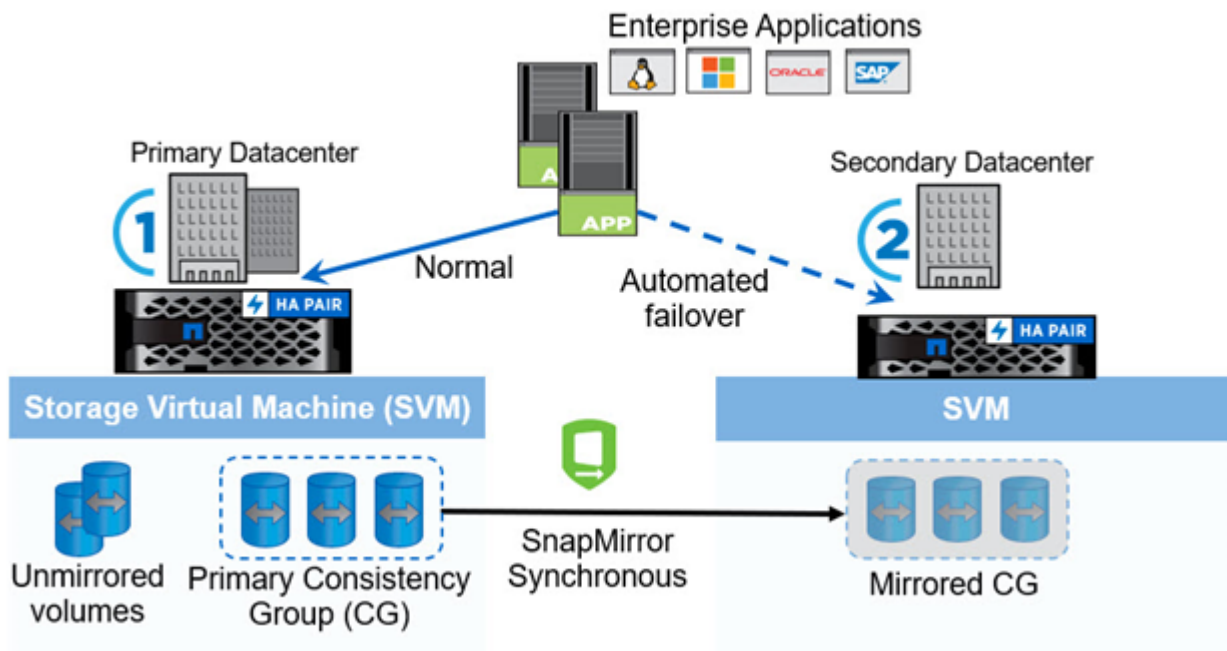 Enterprise Applications
ORACLE
SAP
Primary Datacenter
Secondary Datacenter
1
A
APP
2
Normal
Automated
failover
HA PAIR
HA PAIR
Storage Virtual Machine (SVM)
SVM
SnapMirror
Synchronous
Unmirrored
volumes
Primary Consistency
Group (CG)
Mirrored CG